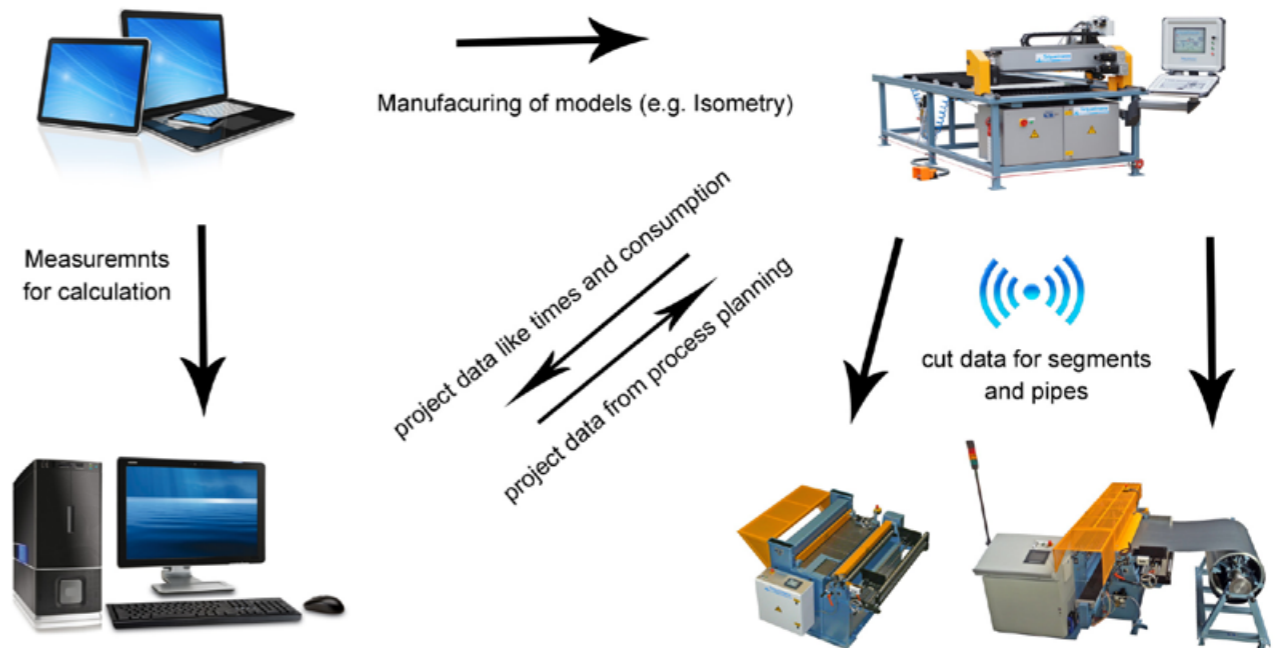 Manufacuring of models (e.g. Isometry)
Measuremnts
for calculation
project data like times and consumption
project data from process planning
cut data for segments
and pipes